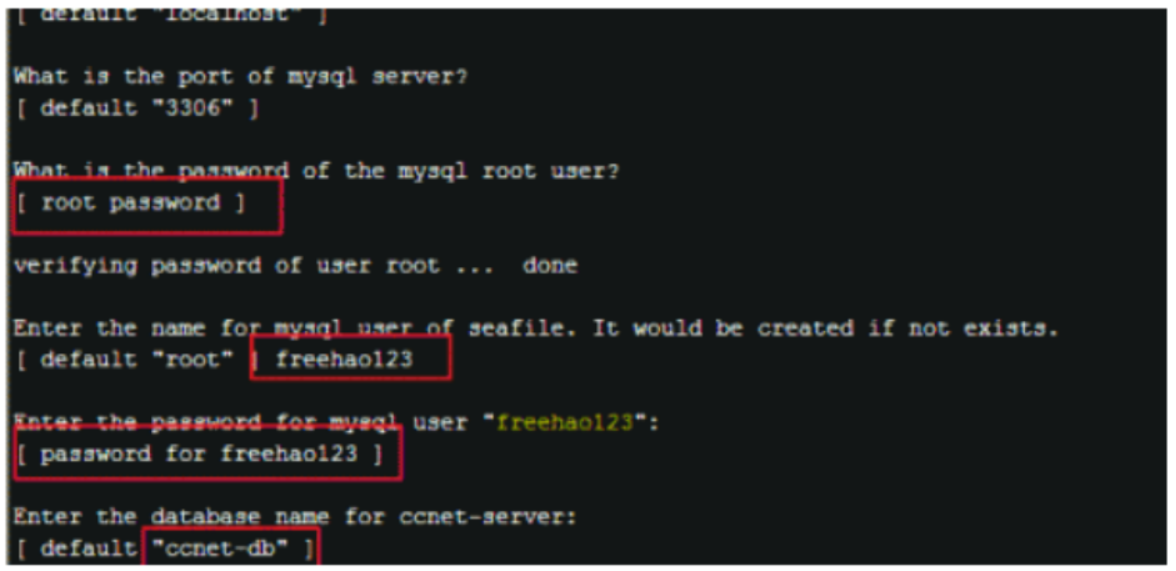 [ default "localhost" ]
What is the port of mysql server?
[ default "3306" ]
What is the password of the mysql root user?
[ root password ]
verifying password of user root ...  done
Enter the name for mysql user of seafile. It would be created if not exists.
[ default "root" ] freehao123
Enter the password for mysql user "freehao123":
[ password for freehao123 ]
Enter the database name for ccnet-server:
[ default "ccnet-db" ]